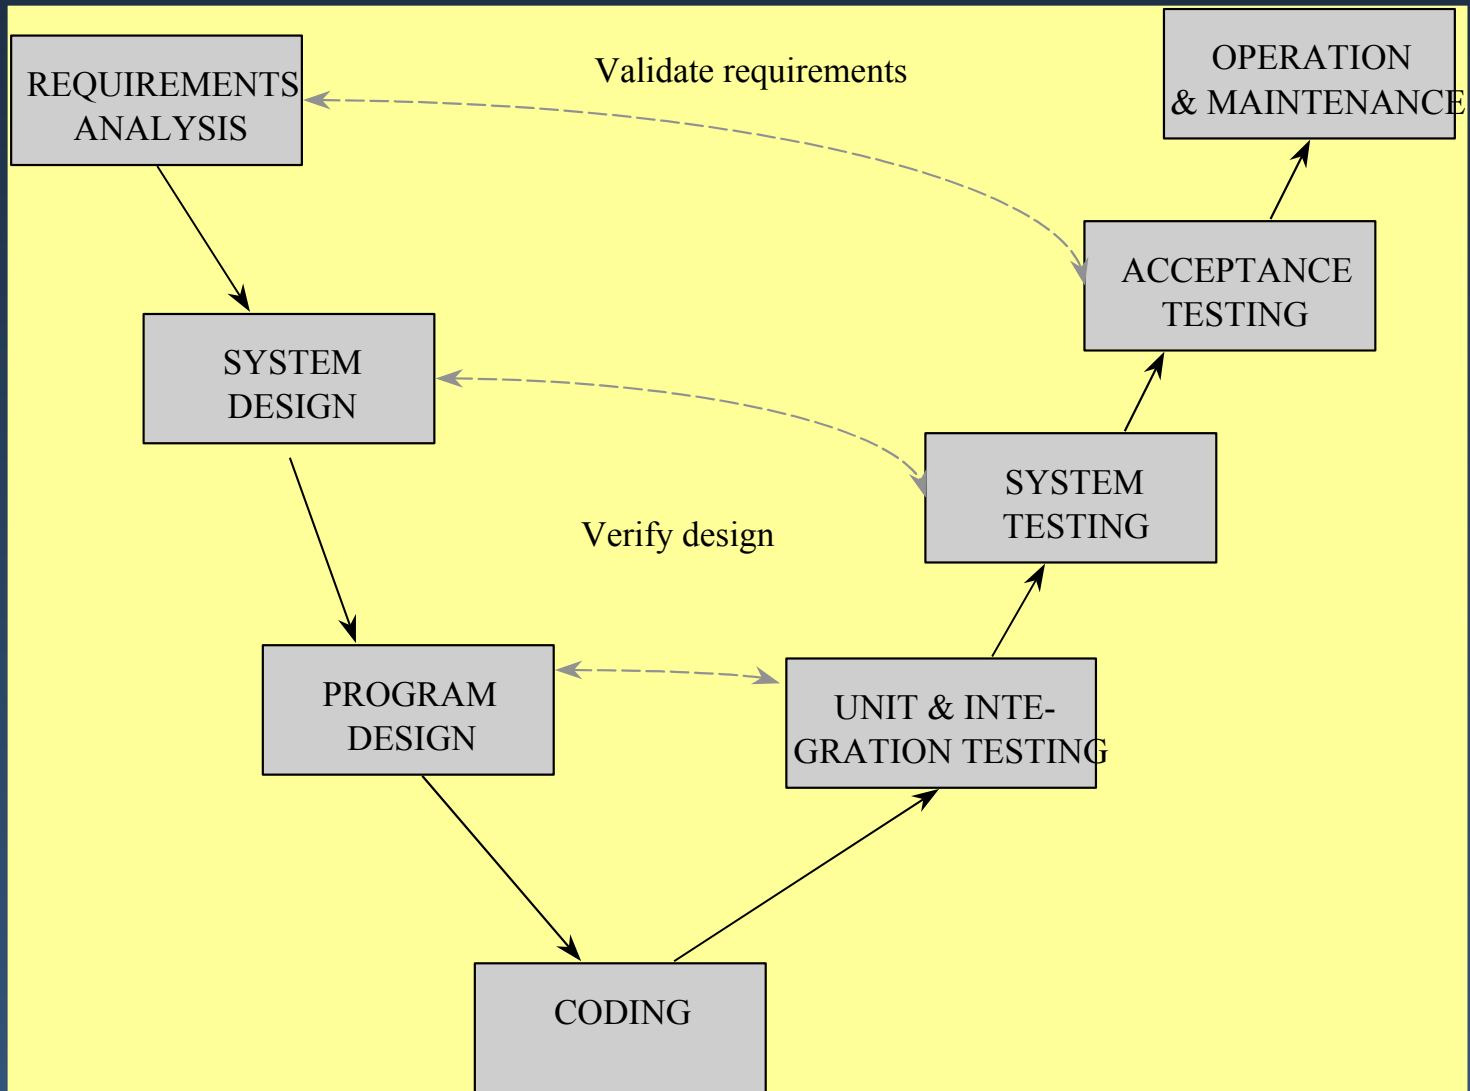 REQUIREMENTS
ANALYSIS
Validate requirements
OPERATION
& MAINTENANCE
ACCEPTANCE
TESTING
SYSTEM
DESIGN
SYSTEM
TESTING
Verify design
PROGRAM
DESIGN
UNIT & INTE-
GRATION TESTING
CODING